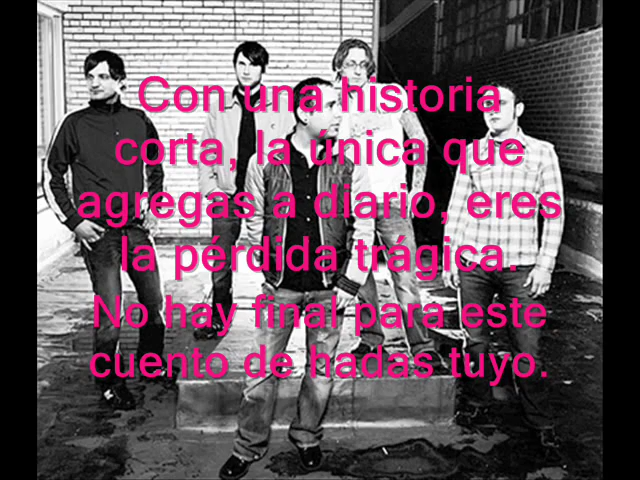 Con una historia
corta, la única que
agregas a diario, eres
la pérdida trágica.
No hay final para este
cuento de hadas tuyo.